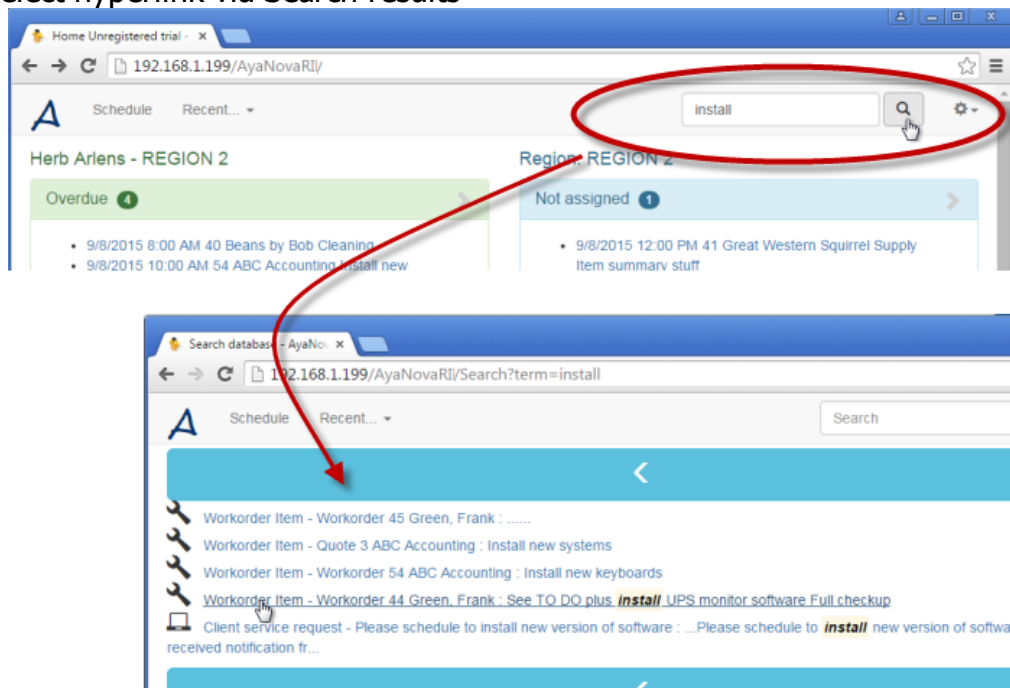 elect hyperlink via Search results
Home Unregistered trial -
192.168.1.199/AyaNovaRI/
Schedule Recent...
install
Herb Arlens - REGION 2
Region: REGION 2
Overdue 4
Not assigned 1
• 9/8/2015 8:00 AM 40 Beans by Bob Cleaning
• 9/8/2015 12:00 PM 41 Great Western Squirrel Supply
• 9/8/2015 10:00 AM 54 ABC Accounting Install new
Item summary stuff
Search database - AyaNov
192.168.1.199/AyaNovaRI/Search?term=install
Schedule Recent...
Search
Workorder Item - Workorder 45 Green, Frank : ......
Workorder Item - Quote 3 ABC Accounting : Install new systems
Workorder Item - Workorder 54 ABC Accounting : Install new keyboards
Workorder Item - Workorder 44 Green, Frank : See TO DO plus install UPS monitor software Full checkup
Client service request - Please schedule to install new version of software : ...Please schedule to install new version of softwa
received notification fr...